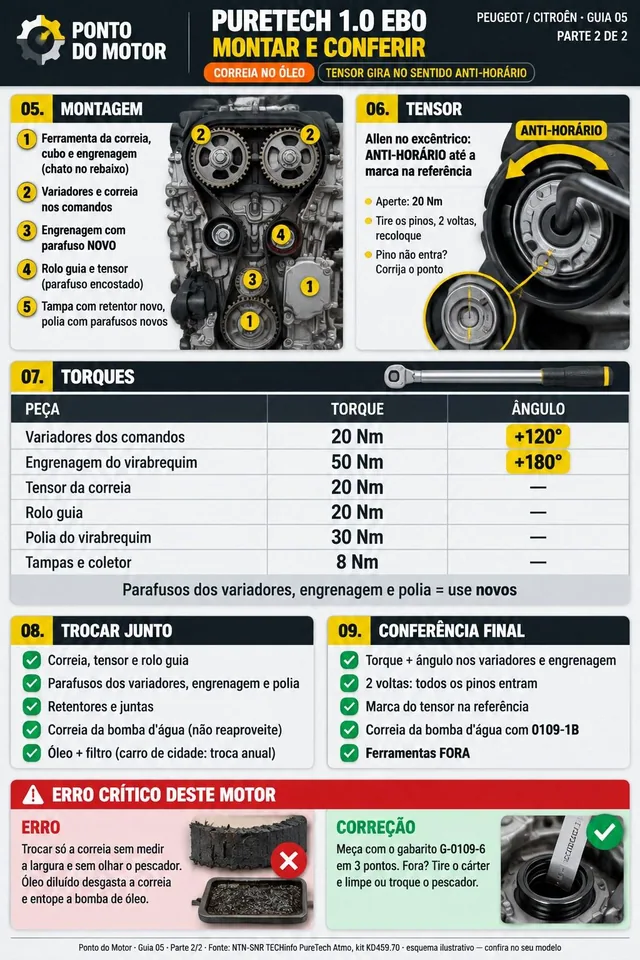 PONTO
DO MOTOR
PURETECH 1.0 EB0
MONTAR E CONFERIR
CORREIA NO ÓLEO
TENSOR GIRA NO SENTIDO ANTI-HORÁRIO
PEUGEOT / CITROËN · GUIA 05
PARTE 2 DE 2
05. MONTAGEM
1 Ferramenta da correia,
cubo e engrenagem
(chato no rebaixo)
2 Variadores e correia
nos comandos
3 Engrenagem com
parafuso NOVO
4 Rolo guia e tensor
(parafuso encostado)
5 Tampa com retentor novo,
polia com parafusos novos
2
2
4
3
1
1
06. TENSOR
Allen no excêntrico:
ANTI-HORÁRIO até a
marca na referência
Aperte: 20 Nm
Tire os pinos, 2 voltas,
recoloque
Pino não entra?
Corrija o ponto
ANTI-HORÁRIO
07. TORQUES
PEÇA TORQUE ÂNGULO
Variadores dos comandos 20 Nm +120°
Engrenagem do virabrequim 50 Nm +180°
Tensor da correia 20 Nm —
Rolo guia 20 Nm —
Polia do virabrequim 30 Nm —
Tampas e coletor 8 Nm —
Parafusos dos variadores, engrenagem e polia = use novos
08. TROCAR JUNTO
Correia, tensor e rolo guia
Parafusos dos variadores, engrenagem e polia
Retentores e juntas
Correia da bomba d'água (não reaproveite)
Óleo + filtro (carro de cidade: troca anual)
09. CONFERÊNCIA FINAL
Torque + ângulo nos variadores e engrenagem
2 voltas: todos os pinos entram
Marca do tensor na referência
Correia da bomba d'água com 0109-1B
Ferramentas FORA
ERRO CRÍTICO DESTE MOTOR
ERRO
Trocar só a correia sem medir
a largura e sem olhar o pescador.
Óleo diluído desgasta a correia
e entope a bomba de óleo.
CORREÇÃO
Meça com o gabarito G-0109-6
em 3 pontos. Fora? Tire o cárter
e limpe ou troque o pescador.
Ponto do Motor · Guia 05 · Parte 2/2 · Fonte: NTN-SNR TECHinfo PureTech Atmo, kit KD459.70 · esquema ilustrativo — confira no seu modelo